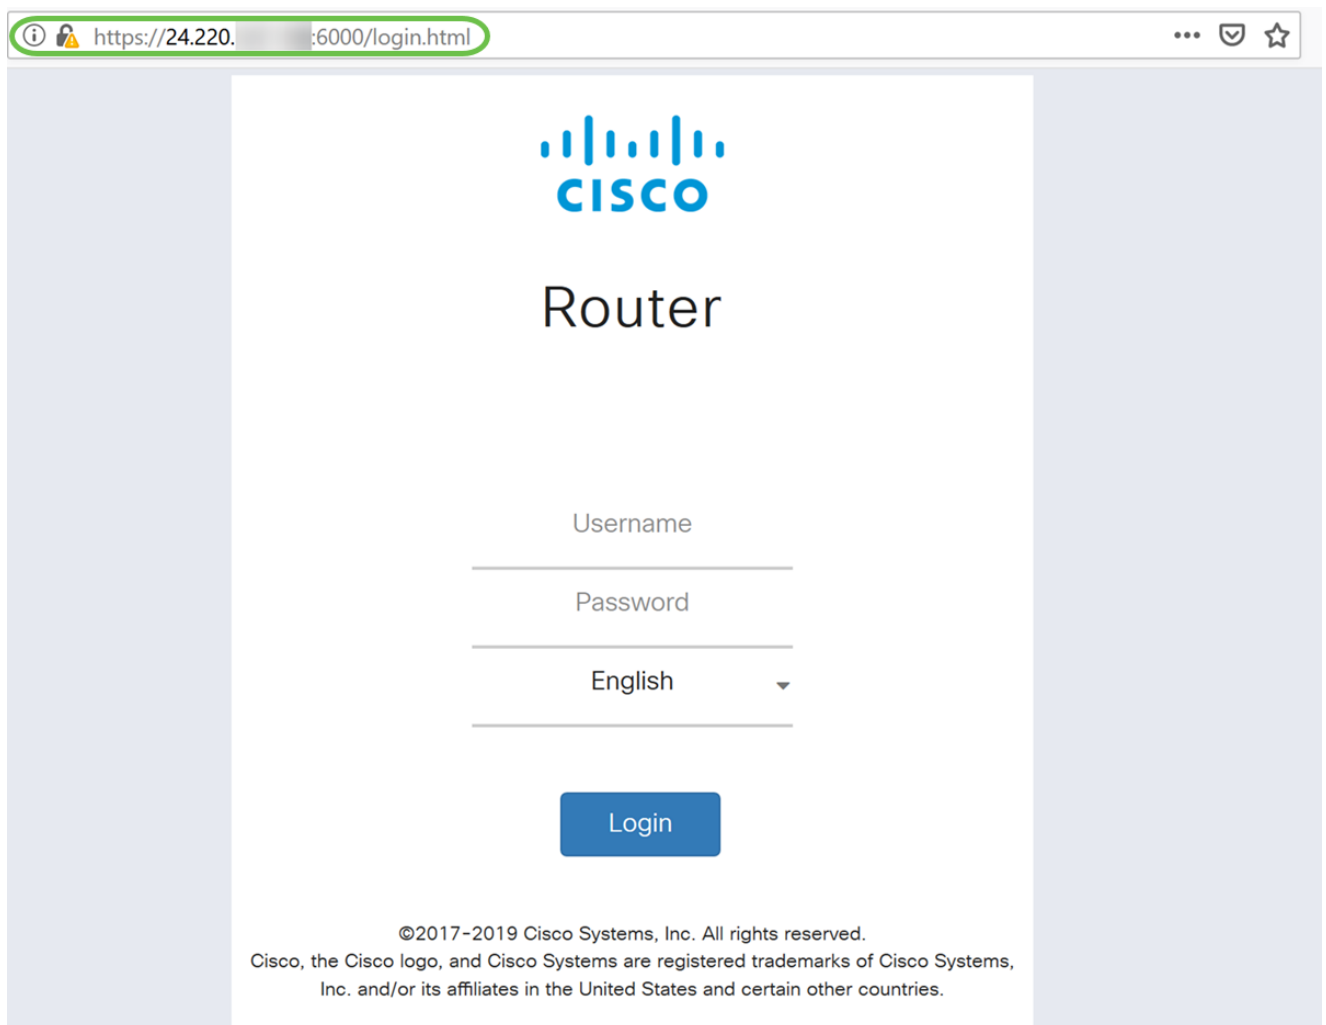 https://24.220. :6000/login.html
CISCO
Router
Username
Password
English
Login
©2017-2019 Cisco Systems, Inc. All rights reserved.
Cisco, the Cisco logo, and Cisco Systems are registered trademarks of Cisco Systems,
Inc. and/or its affiliates in the United States and certain other countries.